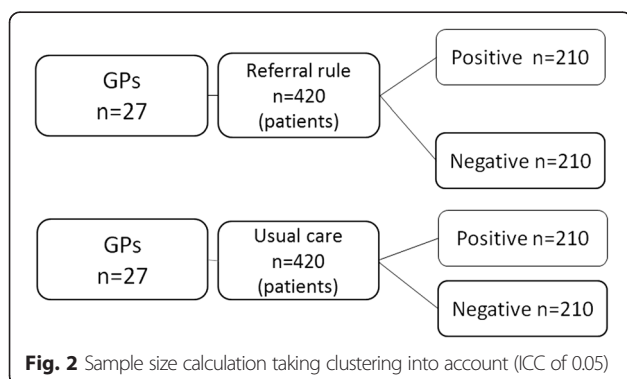 GPs
n=27
Referral rule
n=420
(patients)
Positive n=210
Negative n=210
GPs
n=27
Usual care
n=420
(patients)
Positive n=210
Negative n=210
Fig. 2 Sample size calculation taking clustering into account (ICC of 0.05)